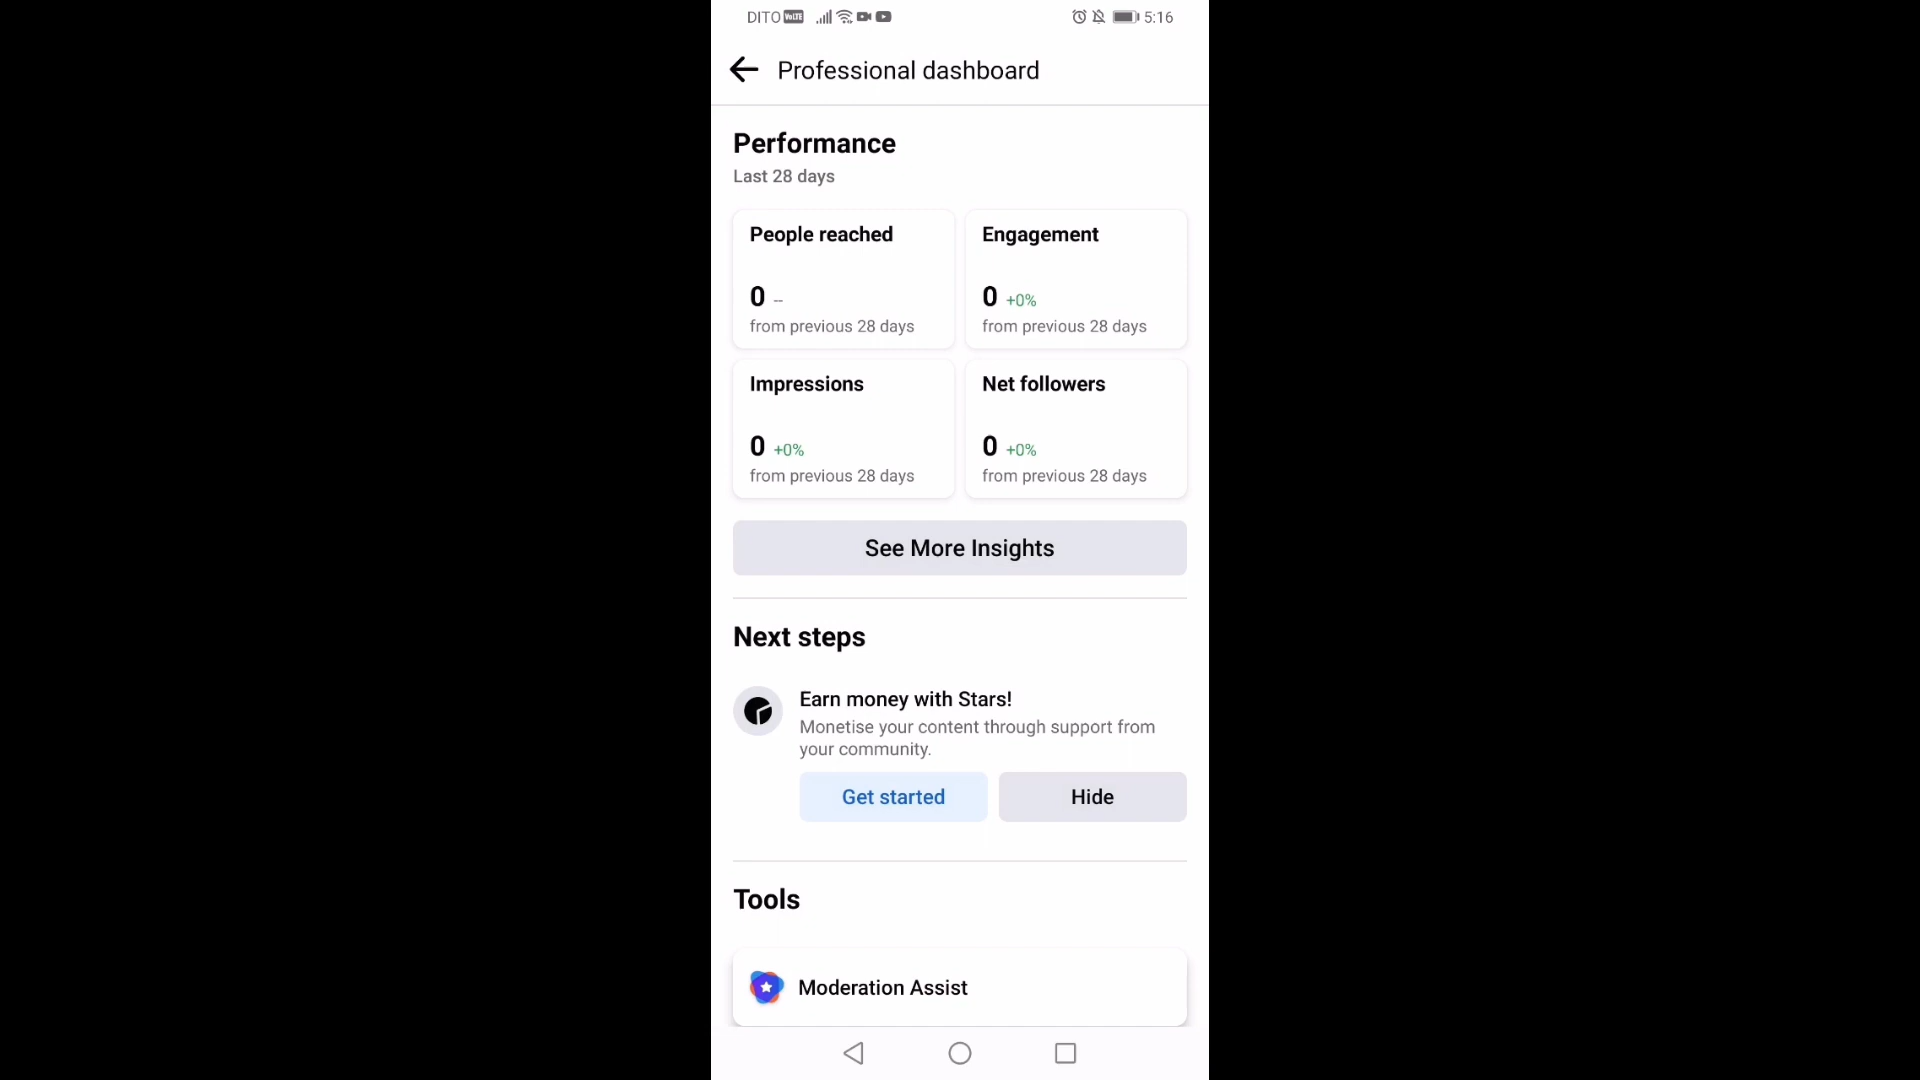 DITO VoLTE 5:16
Professional dashboard
Performance
Last 28 days
People reached
0 --
from previous 28 days
Engagement
0 +0%
from previous 28 days
Impressions
0 +0%
from previous 28 days
Net followers
0 +0%
from previous 28 days
See More Insights
Next steps
Earn money with Stars!
Monetise your content through support from
your community.
Get started
Hide
Tools
Moderation Assist